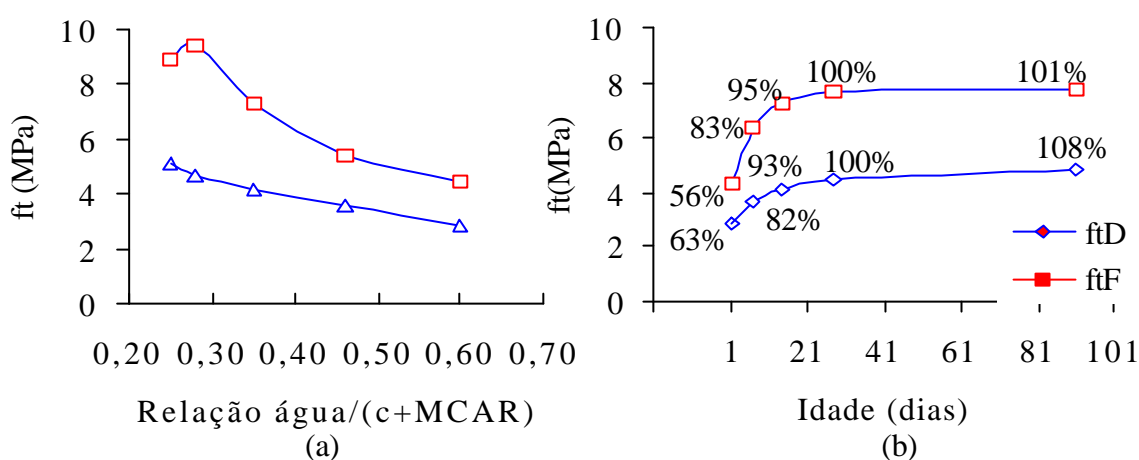 ft (MPa)
10
8
6
4
2
0
0,20 0,30 0,40 0,50 0,60 0,70
Relação água/(c+MCAR)
(a)
ft(MPa)
10
8
6
4
2
0
56%
83%
95%
100%
101%
63%
93%
82%
100%
108%
ftD
ftF
1 21 41 61 81 101
Idade (dias)
(b)